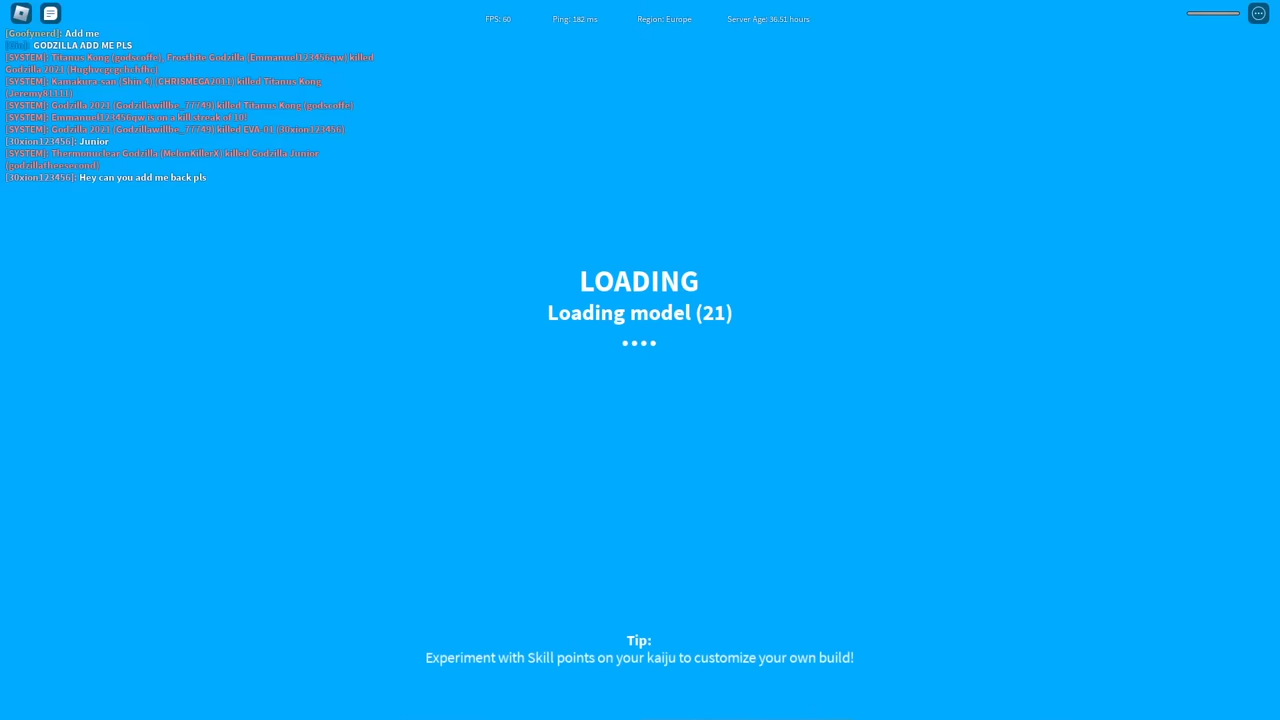 FPS: 60 Ping: 182 ms Region: Europe Server Age: 36.51 hours
[Goofynerd]: Add me
GODZILLA ADD ME PLS
[SYSTEM]: Titanus Kong (godscoffe), Frostbite Godzilla (Emmanuel123456qw) killed
Godzilla 2021
[SYSTEM]: Kamakura-san (Shin 4) (CHRISMEGA2011) killed Titanus Kong
(Jeremy81111)
[SYSTEM]: Godzilla 2021 (Godzillawillbe_77749) killed Titanus Kong (godscoffe)
[SYSTEM]: Emmanuel123456qw is on a kill streak of 10!
[SYSTEM]: Godzilla 2021 (Godzillawillbe_77749) killed EVA-01 (30xion123456)
[30xion123456]: Junior
[SYSTEM]: Thermonuclear Godzilla (MelonKillerX) killed Godzilla Junior
(godzillatheesecond)
[30xion123456]: Hey can you add me back pls
LOADING
Loading model (21)
••••
Tip:
Experiment with Skill points on your kaiju to customize your own build!